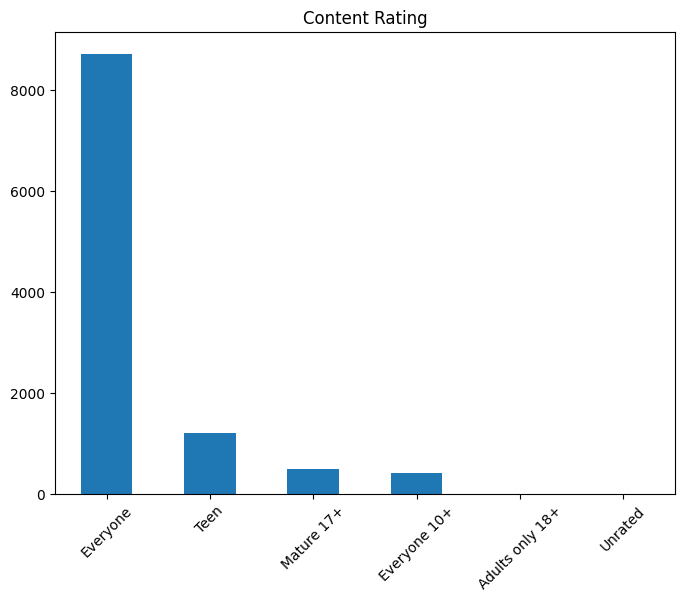 Content Rating
8000
6000
4000
2000
0
Everyone
Teen
Mature 17+
Everyone 10+
Adults only 18+
Unrated